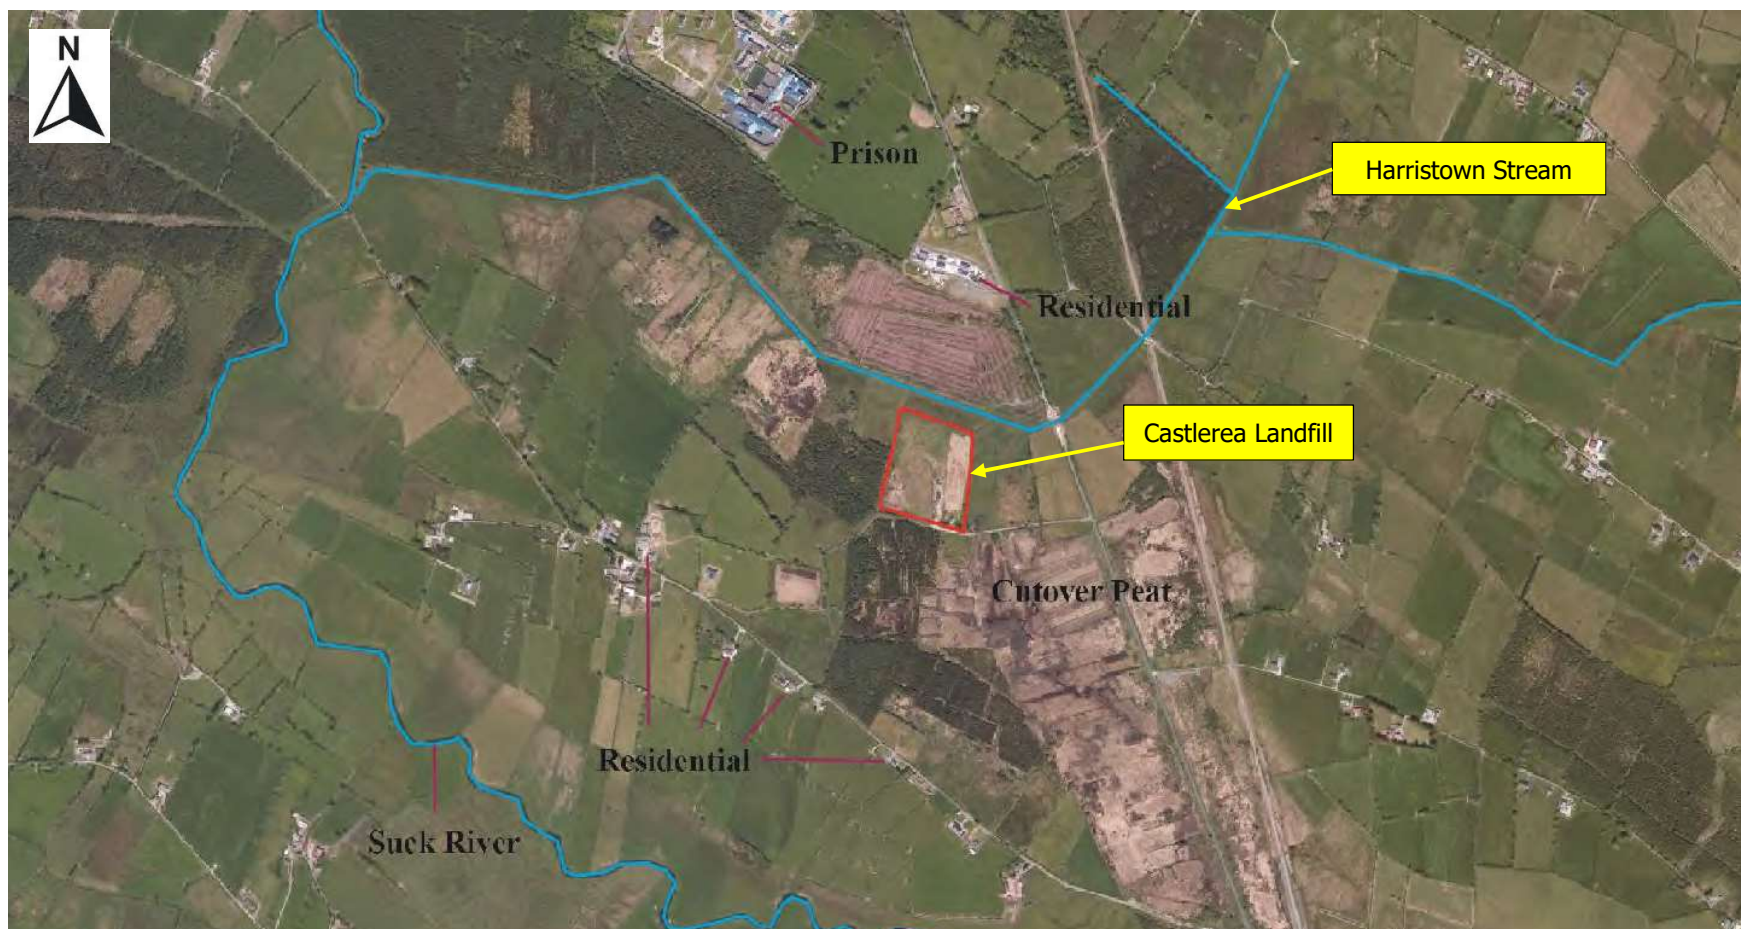 N
Prison
Harristown Stream
Residential
Castlerea Landfill
Cutover Peat
Residential
Suck River